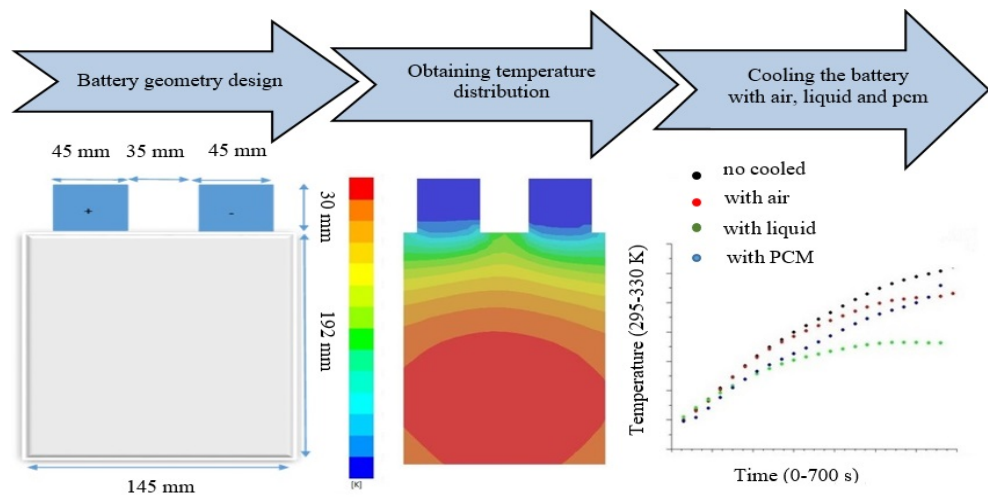 Battery geometry design
Obtaining temperature
distribution
Cooling the battery
with air, liquid and pcm
45 mm
35 mm
45 mm
30 mm
+
-
192 mm
145 mm
[K]
no cooled
with air
with liquid
with PCM
Temperature (295-330 K)
Time (0-700 s)